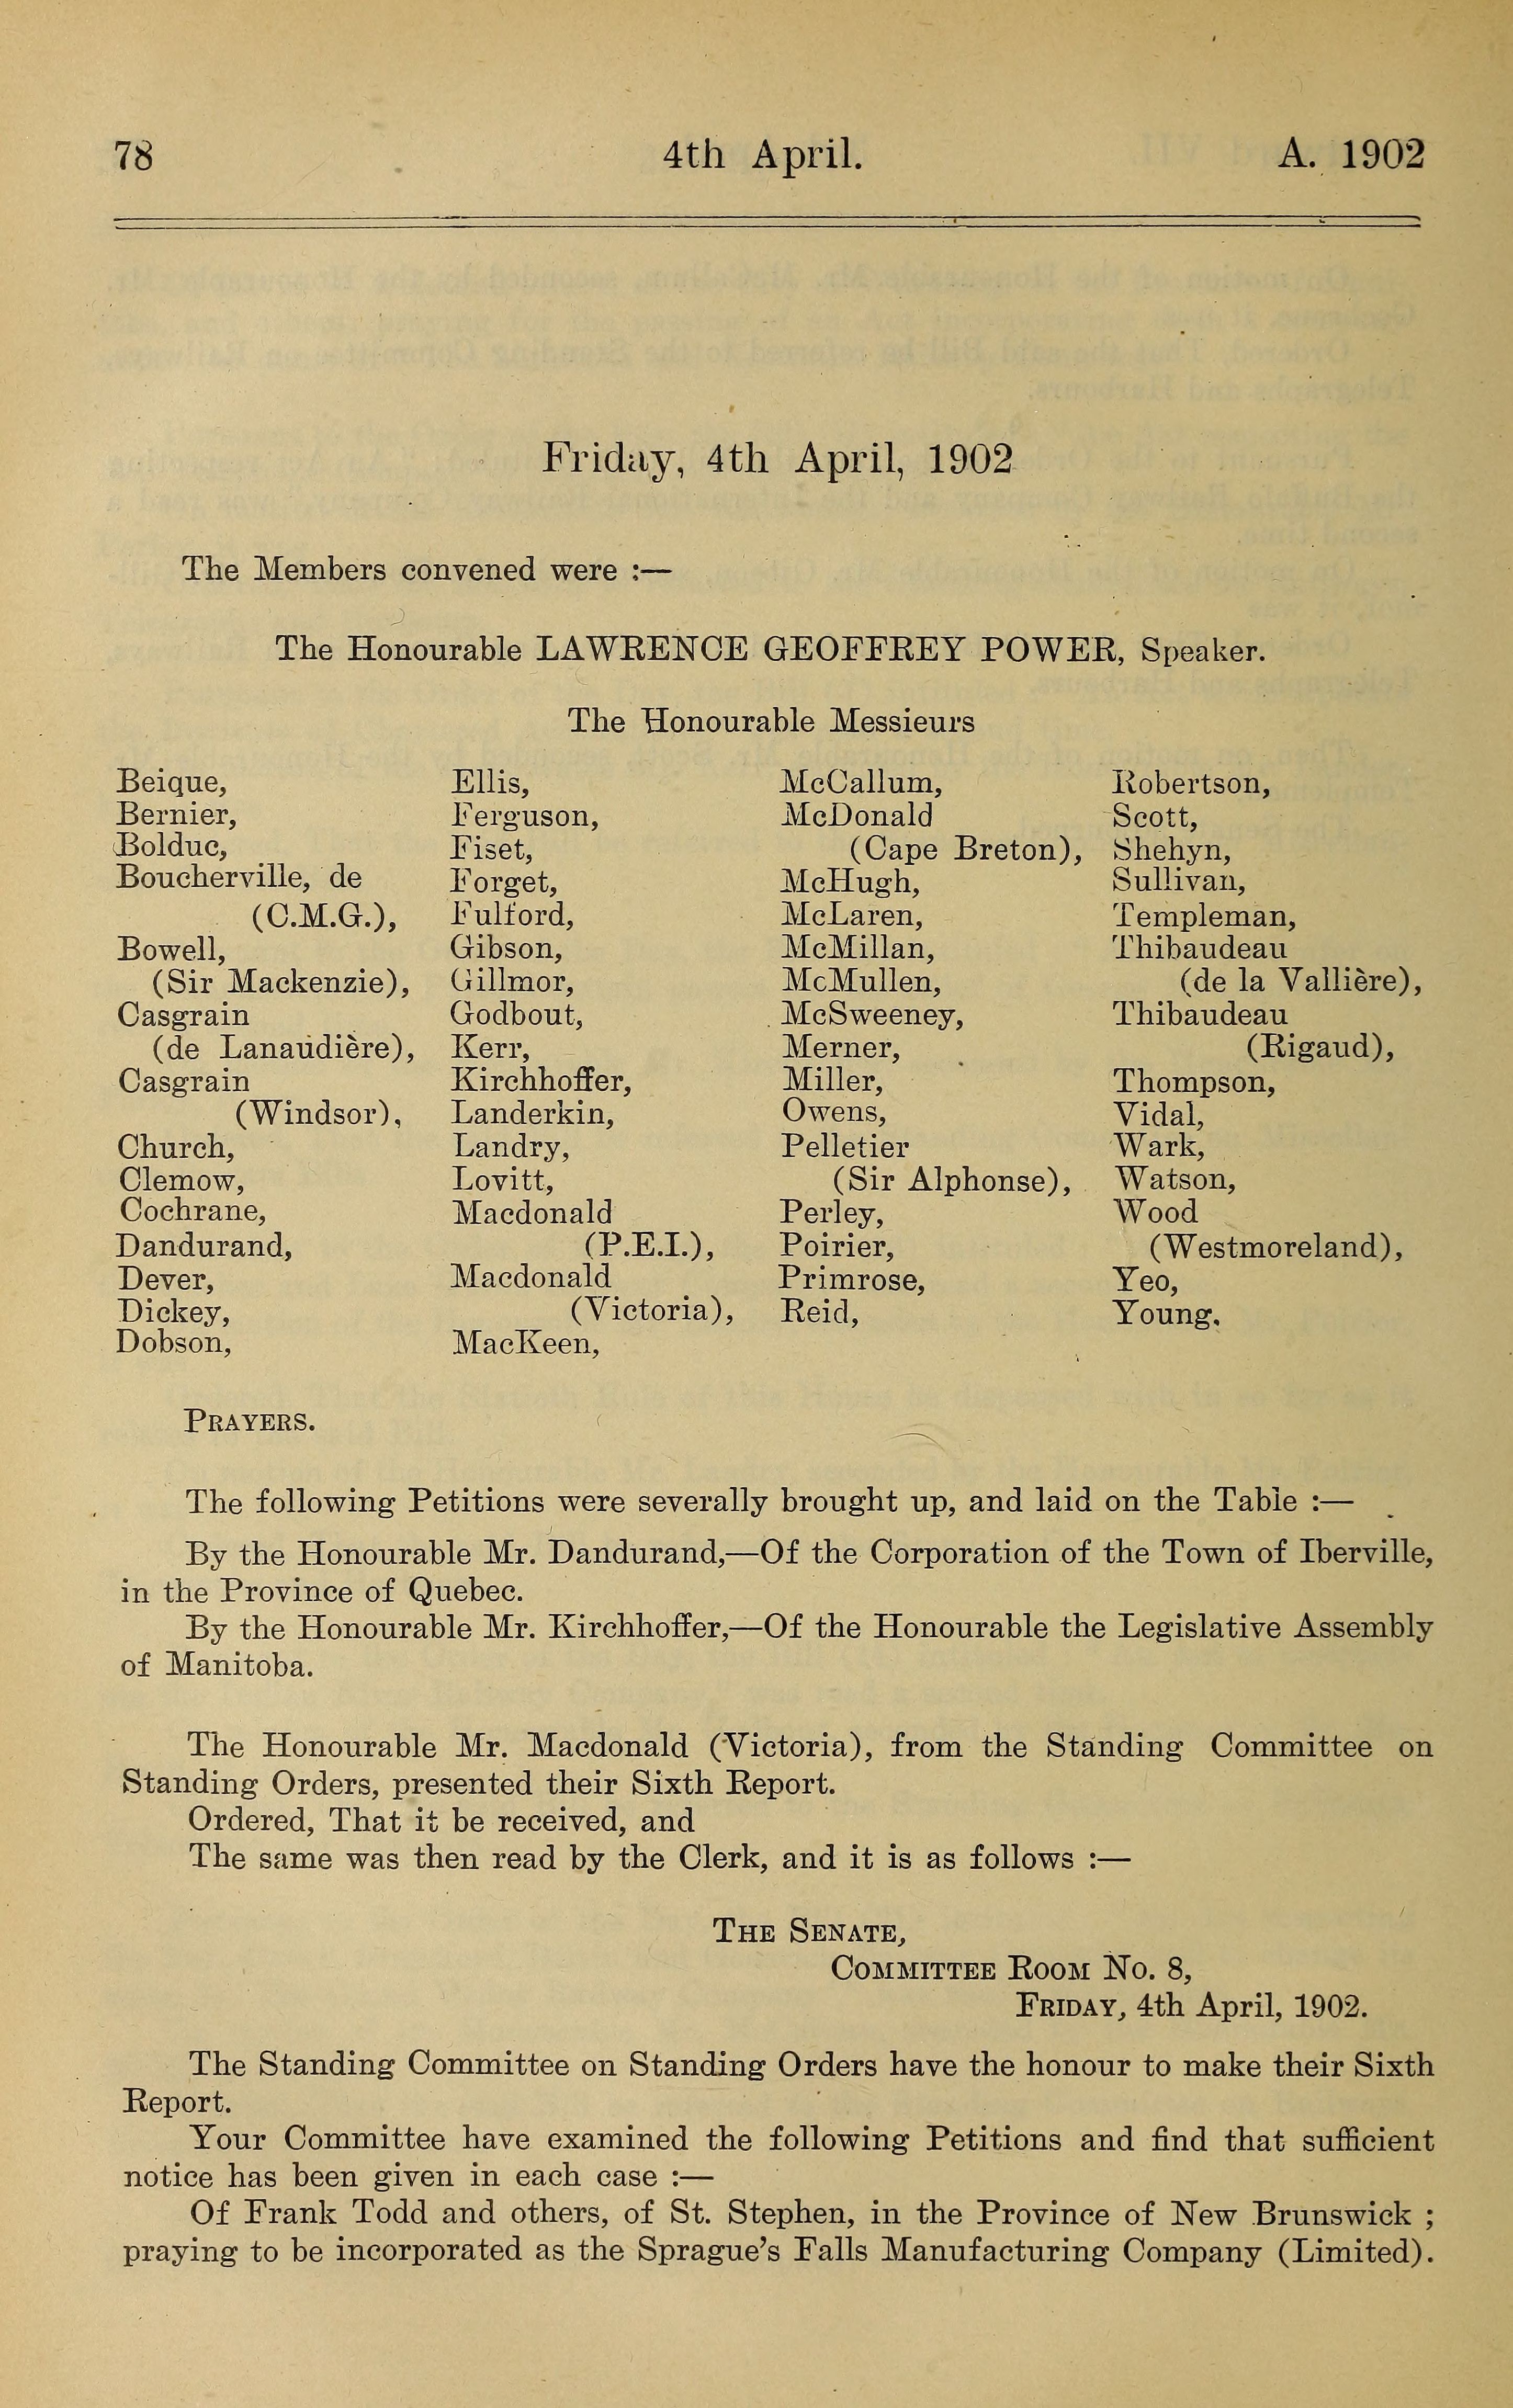 78 4th April. A. 1902
Friday, 4th April, 1902
The Members convened were :—
The Honourable LAWRENCE GEOFFREY POWER, Speaker.
The Honourable Messieurs
Beique,
Bernier,
Bolduc,
Boucherville, de
(C.M.G.),
Bowell,
(Sir Mackenzie),
Casgrain
(de Lanaudière),
Casgrain
(Windsor),
Church,
Clemow,
Cochrane,
Dandurand,
Dever,
Dickey,
Dobson,
Ellis,
Ferguson,
Fiset,
Forget,
Fulford,
Gibson,
Gillmor,
Godbout,
Kerr,
Kirchhoffer,
Landerkin,
Landry,
Lovitt,
Macdonald
(P.E.I.),
Macdonald
(Victoria),
MacKeen,
McCallum,
McDonald
(Cape Breton),
McHugh,
McLaren,
McMillan,
McMullen,
McSweeney,
Merner,
Miller,
Owens,
Pelletier
(Sir Alphonse),
Perley,
Poirier,
Primrose,
Reid,
Robertson,
Scott,
Shehyn,
Sullivan,
Templeman,
Thibaudeau
(de la Vallière),
Thibaudeau
(Rigaud),
Thompson,
Vidal,
Wark,
Watson,
Wood
(Westmoreland),
Yeo,
Young.
PRAYERS.
The following Petitions were severally brought up, and laid on the Table :—
By the Honourable Mr. Dandurand,—Of the Corporation of the Town of Iberville,
in the Province of Quebec.
By the Honourable Mr. Kirchhoffer,—Of the Honourable the Legislative Assembly
of Manitoba.
The Honourable Mr. Macdonald (Victoria), from the Standing Committee on
Standing Orders, presented their Sixth Report.
Ordered, That it be received, and
The same was then read by the Clerk, and it is as follows :—
THE SENATE,
COMMITTEE ROOM NO. 8,
FRIDAY, 4th April, 1902.
The Standing Committee on Standing Orders have the honour to make their Sixth
Report.
Your Committee have examined the following Petitions and find that sufficient
notice has been given in each case :—
Of Frank Todd and others, of St. Stephen, in the Province of New Brunswick ;
praying to be incorporated as the Sprague's Falls Manufacturing Company (Limited).